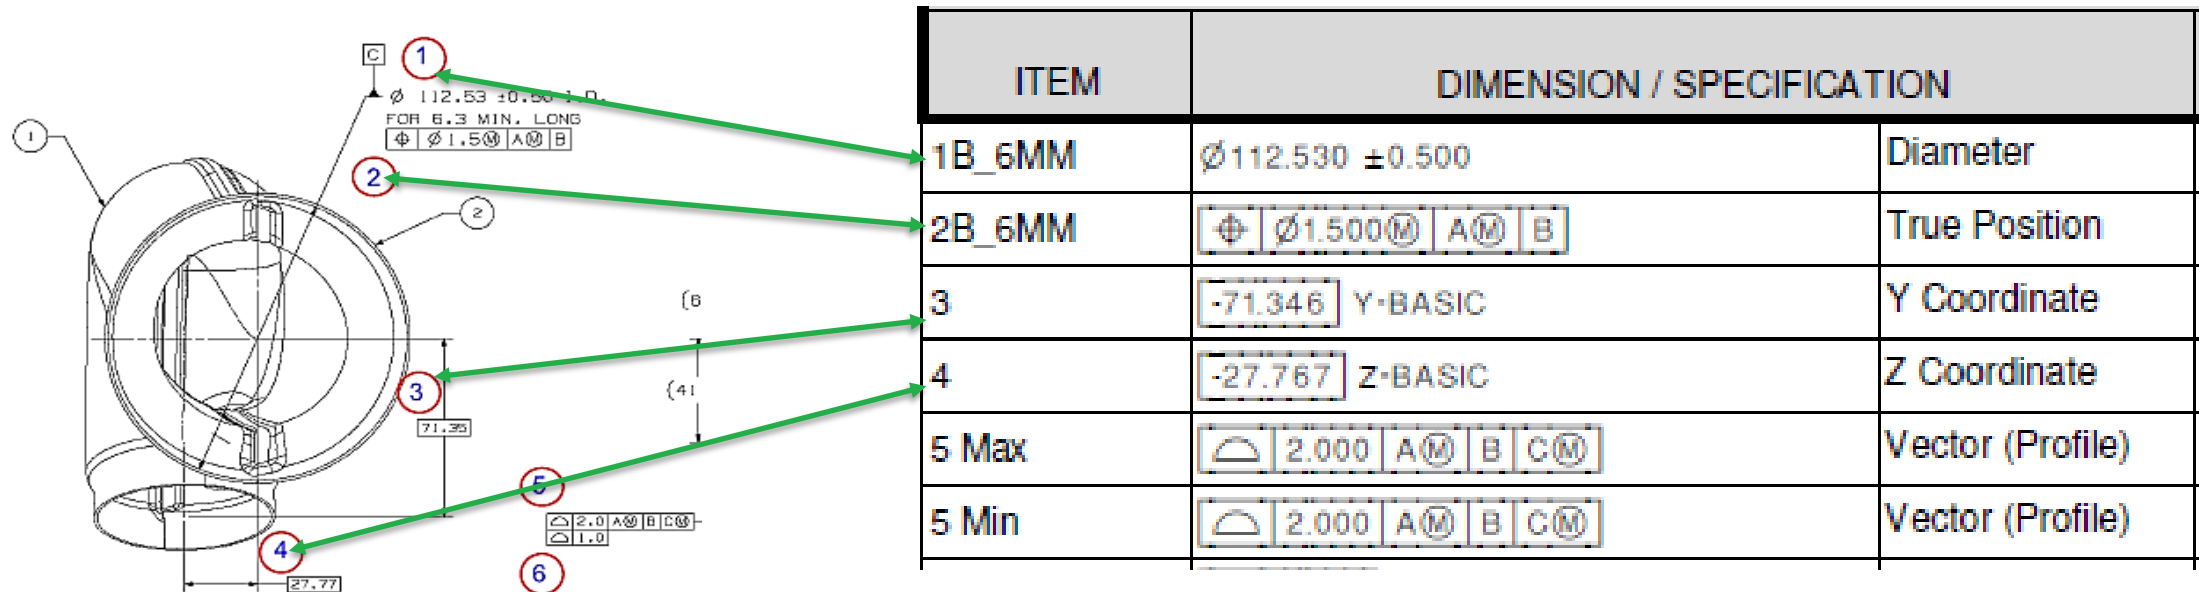 C
1
Ø 112.53 ±0.50 I.D.
FOR 6.3 MIN. LONG
⌖ Ø1.5Ⓜ AⓂ B
2
1
2
(8
3
(41
71.35
5
⌓ 2.0 AⓂ B CⓂ
⌓ 1.0
4
6
27.77
ITEM DIMENSION / SPECIFICATION
1B_6MM Ø112.530 ±0.500 Diameter
2B_6MM ⌖ Ø1.500Ⓜ AⓂ B True Position
3 -71.346 Y-BASIC Y Coordinate
4 -27.767 Z-BASIC Z Coordinate
5 Max ⌓ 2.000 AⓂ B CⓂ Vector (Profile)
5 Min ⌓ 2.000 AⓂ B CⓂ Vector (Profile)